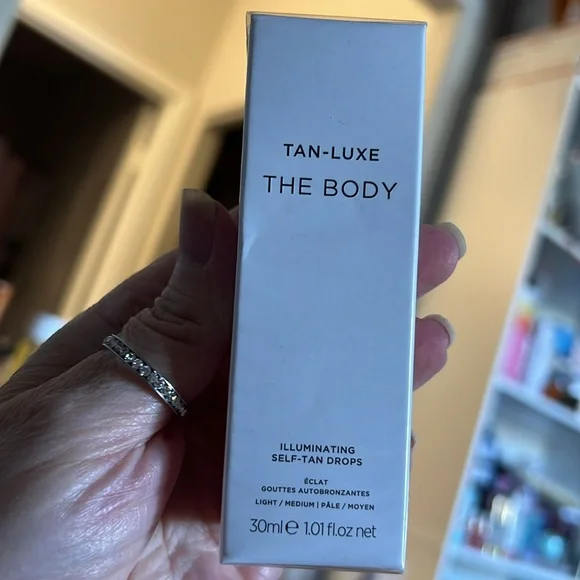 TAN-LUXE
THE BODY
ILLUMINATING
SELF-TAN DROPS
ÉCLAT
GOUTTES AUTOBRONZANTES
LIGHT / MEDIUM | PÂLE / MOYEN
30ml℮ 1.01 fl.oz net